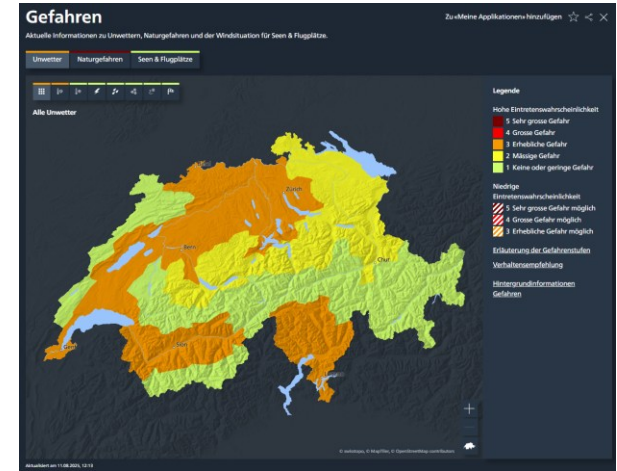 Gefahren
Zu «Meine Applikationen» hinzufügen
Aktuelle Informationen zu Unwettern, Naturgefahren und der Windsituation für Seen & Flugplätze.
Unwetter
Naturgefahren
Seen & Flugplätze
Alle Unwetter
Zürich
Bern
Chur
Genf
Sion
Legende
Hohe Eintretenswahrscheinlichkeit
5 Sehr grosse Gefahr
4 Grosse Gefahr
3 Erhebliche Gefahr
2 Mässige Gefahr
1 Keine oder geringe Gefahr
Niedrige
Eintretenswahrscheinlichkeit
5 Sehr grosse Gefahr möglich
4 Grosse Gefahr möglich
3 Erhebliche Gefahr möglich
Erläuterung der Gefahrenstufen
Verhaltensempfehlung
Hintergrundinformationen
Gefahren
© swisstopo, © MapTiler, © OpenStreetMap contributors
Aktualisiert am 11.08.2025, 12:13